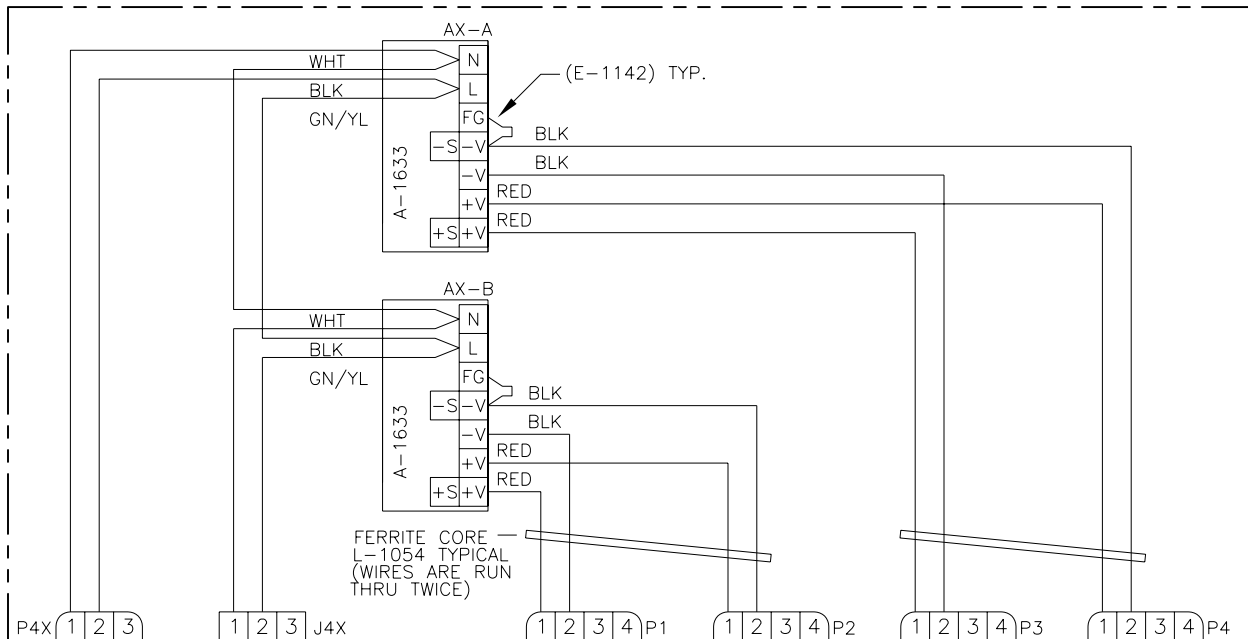 AX-A
WHT
N
BLK
L
GN/YL
FG
(E-1142) TYP.
-S -V
BLK
-V
BLK
A-1633
+V
RED
+S +V
RED
AX-B
WHT
N
BLK
L
GN/YL
FG
-S -V
BLK
-V
BLK
A-1633
+V
RED
+S +V
RED
FERRITE CORE
L-1054 TYPICAL
(WIRES ARE RUN
THRU TWICE)
P4X 1 2 3
1 2 3 J4X
1 2 3 4 P1
1 2 3 4 P2
1 2 3 4 P3
1 2 3 4 P4